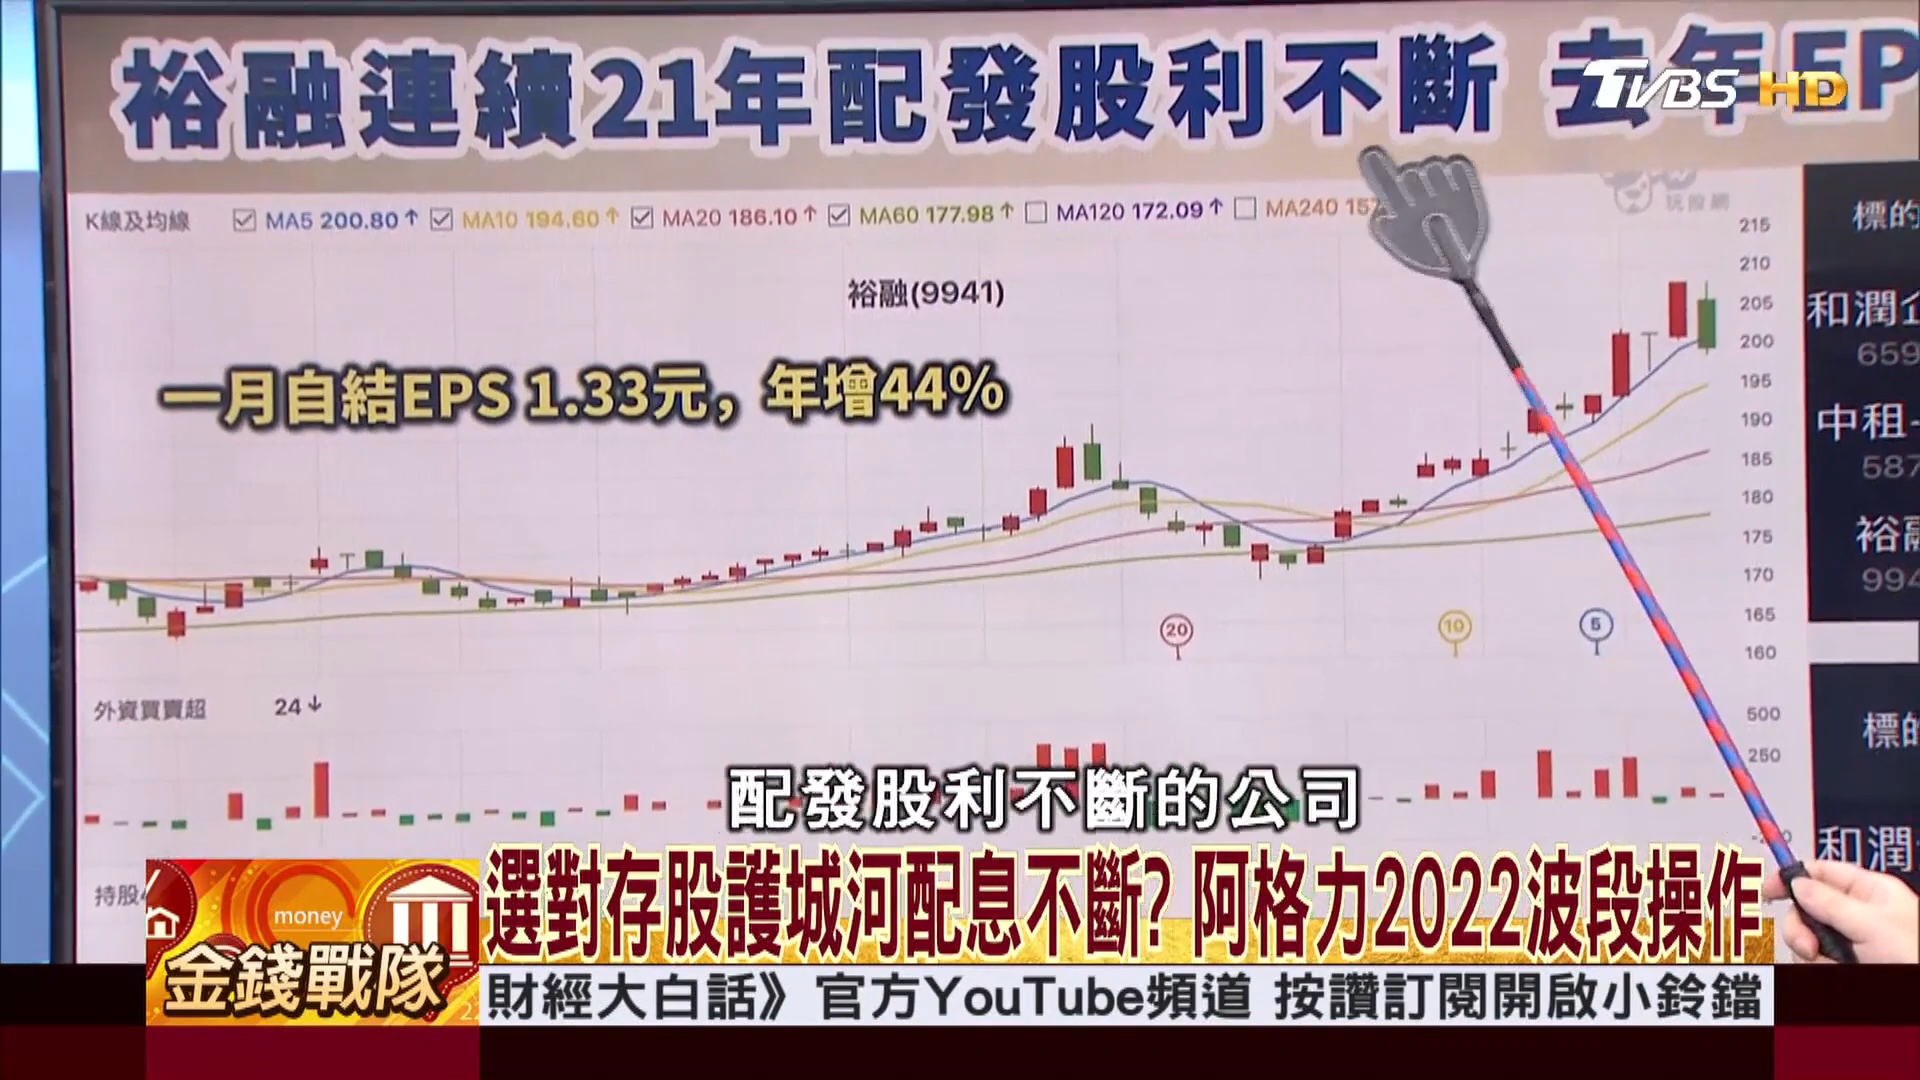 裕融連續21年配發股利不斷 去年EP
TVBS HD
K線及均線 MA5 200.80↑ MA10 194.60↑ MA20 186.10↑ MA60 177.98↑ MA120 172.09↑ MA240 157
玩股網
裕融(9941)
一月自結EPS 1.33元，年增44%
215
210
205
200
195
190
185
180
175
170
165
160
20
10
5
標的
和潤企
659
中租-
587
裕融
994
外資買賣超 24↓
500
250
標的
和潤
持股
配發股利不斷的公司
money
金錢戰隊
選對存股護城河配息不斷? 阿格力2022波段操作
財經大白話》官方YouTube頻道 按讚訂閱開啟小鈴鐺